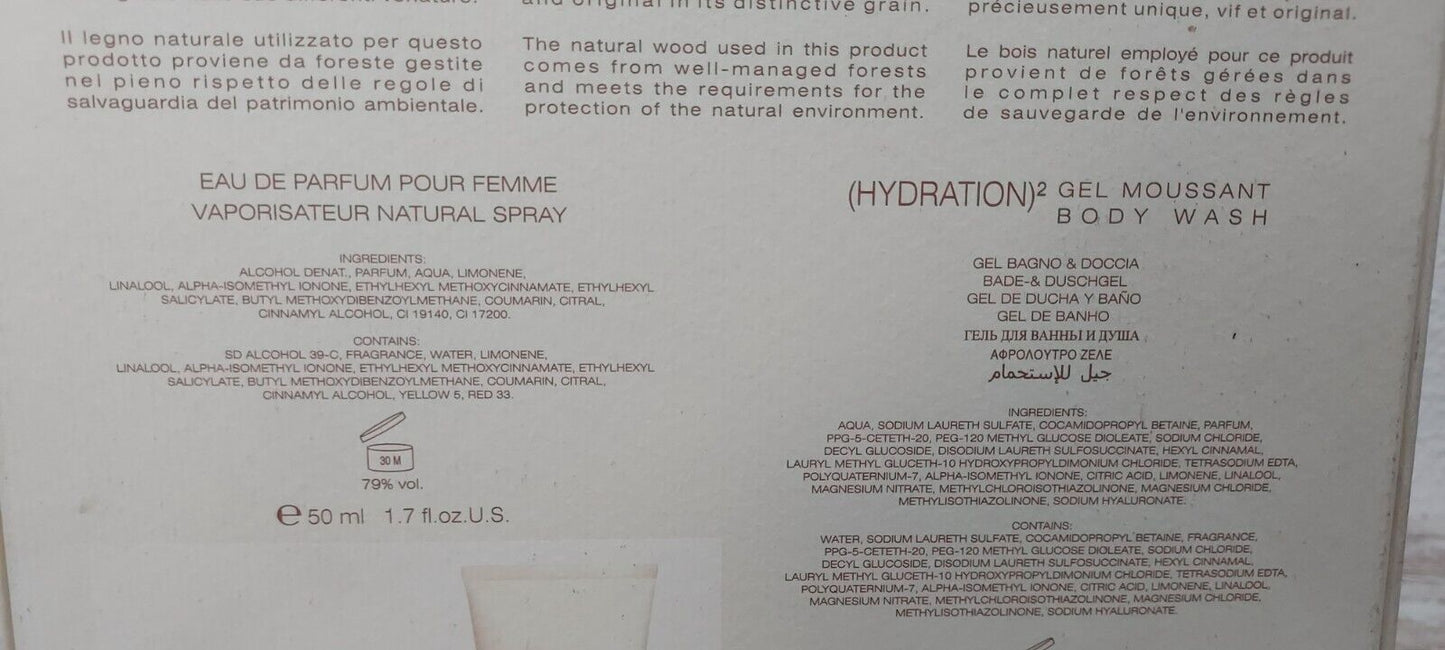 and original in its distinctive grain.
précieusement unique, vif et original.
Il legno naturale utilizzato per questo
prodotto proviene da foreste gestite
nel pieno rispetto delle regole di
salvaguardia del patrimonio ambientale.
The natural wood used in this product
comes from well-managed forests
and meets the requirements for the
protection of the natural environment.
Le bois naturel employé pour ce produit
provient de forêts gérées dans
le complet respect des règles
de sauvegarde de l'environnement.
EAU DE PARFUM POUR FEMME
VAPORISATEUR NATURAL SPRAY
INGREDIENTS:
ALCOHOL DENAT., PARFUM, AQUA, LIMONENE,
LINALOOL, ALPHA-ISOMETHYL IONONE, ETHYLHEXYL METHOXYCINNAMATE, ETHYLHEXYL
SALICYLATE, BUTYL METHOXYDIBENZOYLMETHANE, COUMARIN, CITRAL,
CINNAMYL ALCOHOL, CI 19140, CI 17200.
CONTAINS:
SD ALCOHOL 39-C, FRAGRANCE, WATER, LIMONENE,
LINALOOL, ALPHA-ISOMETHYL IONONE, ETHYLHEXYL METHOXYCINNAMATE, ETHYLHEXYL
SALICYLATE, BUTYL METHOXYDIBENZOYLMETHANE, COUMARIN, CITRAL,
CINNAMYL ALCOHOL, YELLOW 5, RED 33.
30 M
79% vol.
℮ 50 ml 1.7 fl.oz.U.S.
(HYDRATION)² GEL MOUSSANT
BODY WASH
GEL BAGNO & DOCCIA
BADE-& DUSCHGEL
GEL DE DUCHA Y BAÑO
GEL DE BANHO
ГЕЛЬ ДЛЯ ВАННЫ И ДУША
ΑΦΡΟΛΟΥΤΡΟ ΖΕΛΕ
جيل للإستحمام
INGREDIENTS:
AQUA, SODIUM LAURETH SULFATE, COCAMIDOPROPYL BETAINE, PARFUM,
PPG-5-CETETH-20, PEG-120 METHYL GLUCOSE DIOLEATE, SODIUM CHLORIDE,
DECYL GLUCOSIDE, DISODIUM LAURETH SULFOSUCCINATE, HEXYL CINNAMAL,
LAURYL METHYL GLUCETH-10 HYDROXYPROPYLDIMONIUM CHLORIDE, TETRASODIUM EDTA,
POLYQUATERNIUM-7, ALPHA-ISOMETHYL IONONE, CITRIC ACID, LIMONENE, LINALOOL,
MAGNESIUM NITRATE, METHYLCHLOROISOTHIAZOLINONE, MAGNESIUM CHLORIDE,
METHYLISOTHIAZOLINONE, SODIUM HYALURONATE.
CONTAINS:
WATER, SODIUM LAURETH SULFATE, COCAMIDOPROPYL BETAINE, FRAGRANCE,
PPG-5-CETETH-20, PEG-120 METHYL GLUCOSE DIOLEATE, SODIUM CHLORIDE,
DECYL GLUCOSIDE, DISODIUM LAURETH SULFOSUCCINATE, HEXYL CINNAMAL,
LAURYL METHYL GLUCETH-10 HYDROXYPROPYLDIMONIUM CHLORIDE, TETRASODIUM EDTA,
POLYQUATERNIUM-7, ALPHA-ISOMETHYL IONONE, CITRIC ACID, LIMONENE, LINALOOL,
MAGNESIUM NITRATE, METHYLCHLOROISOTHIAZOLINONE, MAGNESIUM CHLORIDE,
METHYLISOTHIAZOLINONE, SODIUM HYALURONATE.